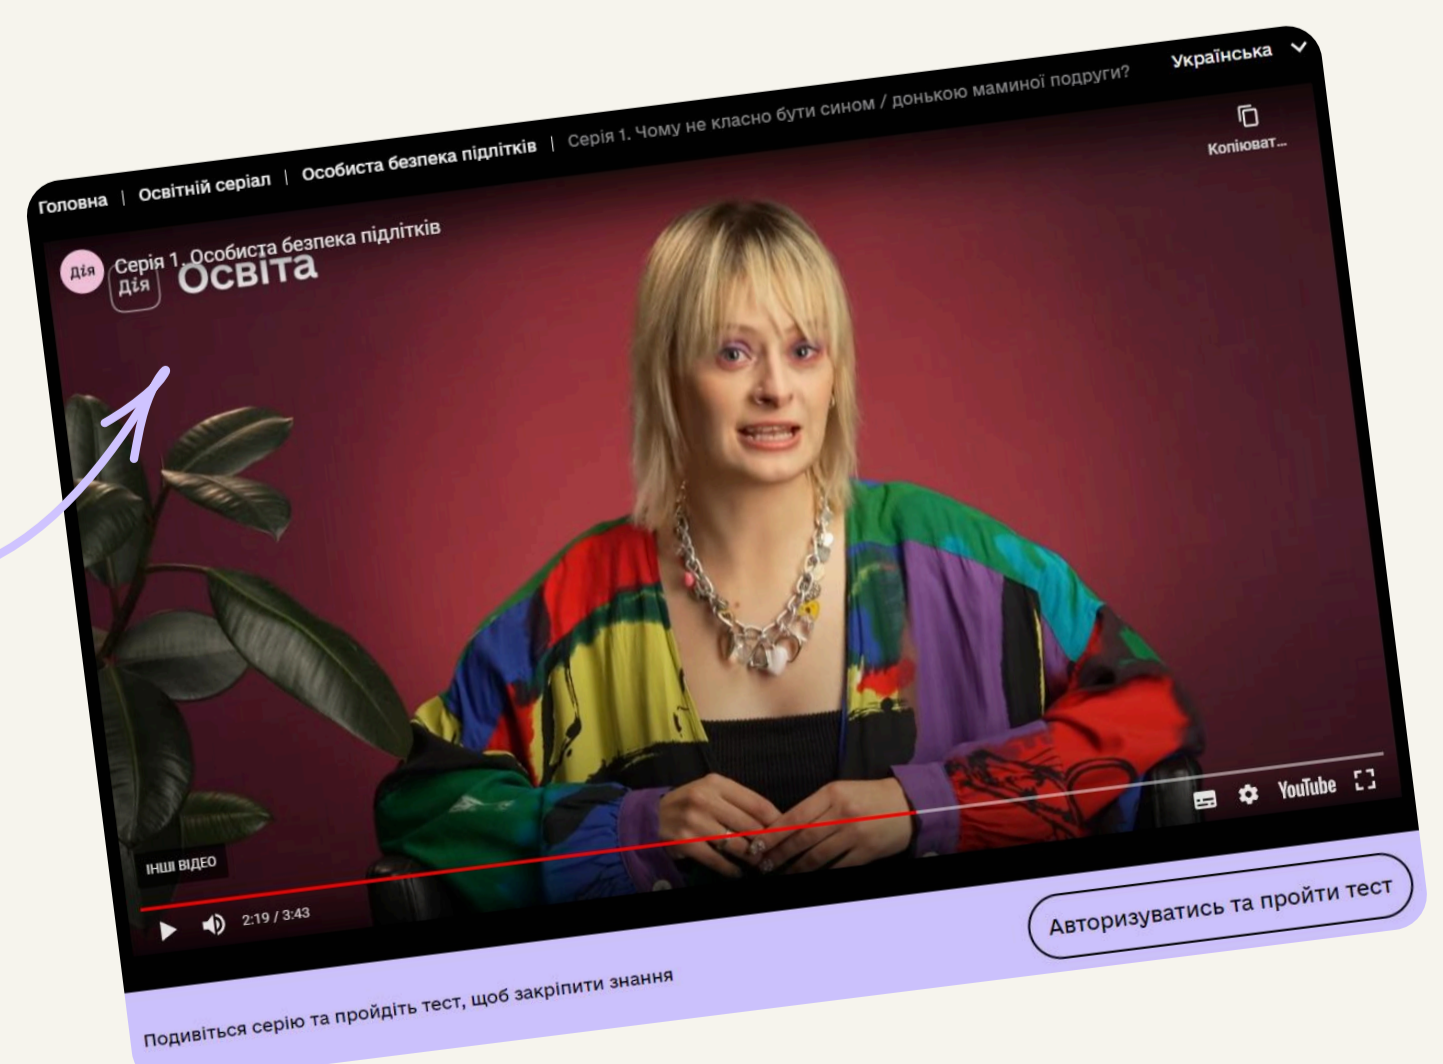 Українська
Головна | Освітній серіал | Особиста безпека підлітків | Серія 1. Чому не класно бути сином / донькою маминої подруги?
Копіюват...
Дія Серія 1. Особиста безпека підлітків
Дія Освіта
ІНШІ ВІДЕО
2:19 / 3:43
YouTube
Авторизуватись та пройти тест
Подивіться серію та пройдіть тест, щоб закріпити знання